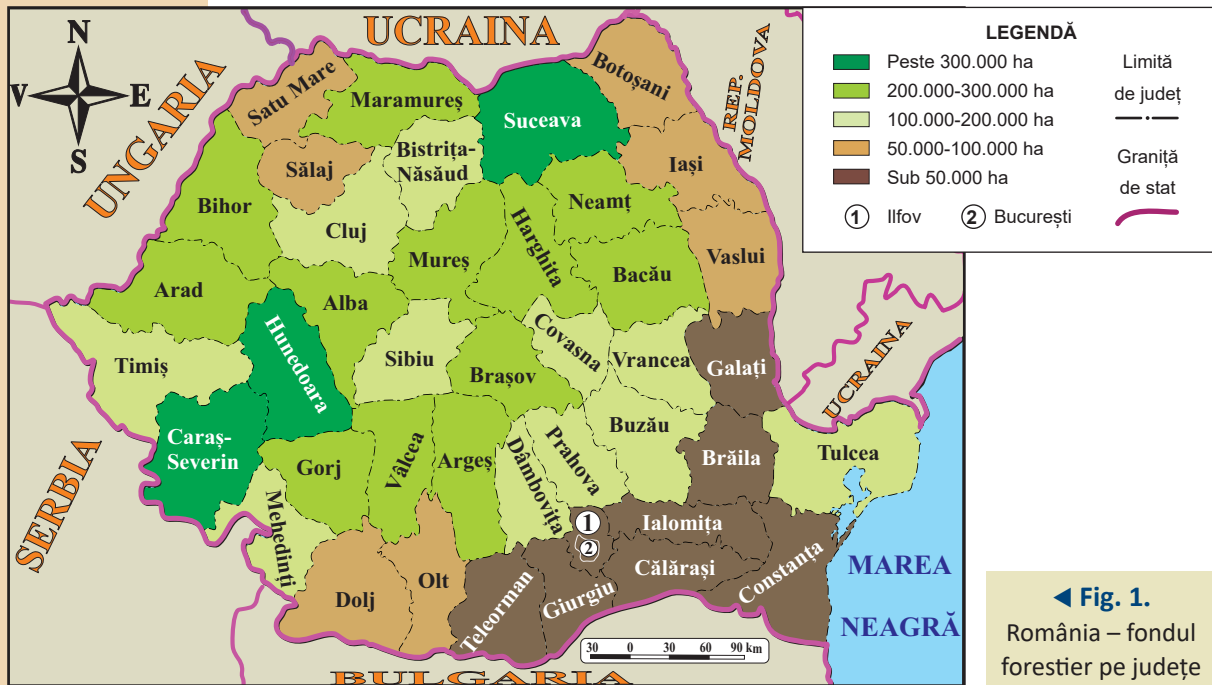 UCRAINA
N
V
E
S
UNGARIA
REP.
MOLDOVA
LEGENDĂ
Peste 300.000 ha
200.000-300.000 ha
100.000-200.000 ha
50.000-100.000 ha
Sub 50.000 ha
Limită
de județ
Graniță
de stat
1 Ilfov
2 București
Satu Mare
Maramureș
Suceava
Botoșani
Sălaj
Bistrița-
Năsăud
Iași
Bihor
Cluj
Mureș
Harghita
Neamț
Bacău
Vaslui
Arad
Alba
Hunedoara
Timiș
Sibiu
Brașov
Covasna
Vrancea
Galați
UCRAINA
Caraș-
Severin
Gorj
Vâlcea
Argeș
Dâmbovița
Prahova
Buzău
Brăila
Tulcea
SERBIA
Mehedinți
Dolj
Olt
Teleorman
Giurgiu
1
2
Ialomița
Călărași
Constanța
MAREA
NEAGRĂ
30 0 30 60 90 km
BULGARIA
◄ Fig. 1.
România – fondul
forestier pe județe